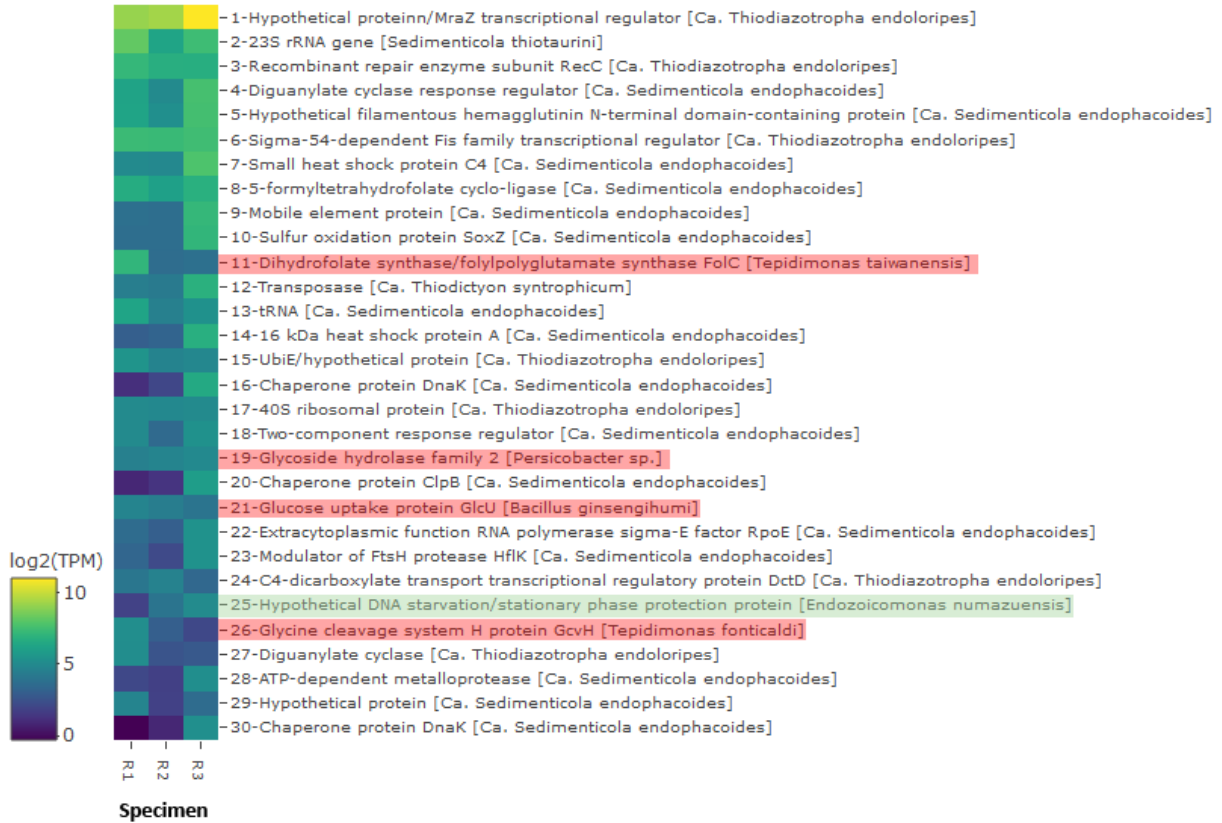 1-Hypothetical proteinn/MraZ transcriptional regulator [Ca. Thiodiazotropha endoloripes]
2-23S rRNA gene [Sedimenticola thiotaurini]
3-Recombinant repair enzyme subunit RecC [Ca. Thiodiazotropha endoloripes]
4-Diguanylate cyclase response regulator [Ca. Sedimenticola endophacoides]
5-Hypothetical filamentous hemagglutinin N-terminal domain-containing protein [Ca. Sedimenticola endophacoides]
6-Sigma-54-dependent Fis family transcriptional regulator [Ca. Thiodiazotropha endoloripes]
7-Small heat shock protein C4 [Ca. Sedimenticola endophacoides]
8-5-formyltetrahydrofolate cyclo-ligase [Ca. Sedimenticola endophacoides]
9-Mobile element protein [Ca. Sedimenticola endophacoides]
10-Sulfur oxidation protein SoxZ [Ca. Sedimenticola endophacoides]
11-Dihydrofolate synthase/folylpolyglutamate synthase FolC [Tepidimonas taiwanensis]
12-Transposase [Ca. Thiodictyon syntrophicum]
13-tRNA [Ca. Sedimenticola endophacoides]
14-16 kDa heat shock protein A [Ca. Sedimenticola endophacoides]
15-UbiE/hypothetical protein [Ca. Thiodiazotropha endoloripes]
16-Chaperone protein DnaK [Ca. Sedimenticola endophacoides]
17-40S ribosomal protein [Ca. Thiodiazotropha endoloripes]
18-Two-component response regulator [Ca. Sedimenticola endophacoides]
19-Glycoside hydrolase family 2 [Persicobacter sp.]
20-Chaperone protein ClpB [Ca. Sedimenticola endophacoides]
21-Glucose uptake protein GlcU [Bacillus ginsengihumi]
22-Extracytoplasmic function RNA polymerase sigma-E factor RpoE [Ca. Sedimenticola endophacoides]
23-Modulator of FtsH protease HflK [Ca. Sedimenticola endophacoides]
24-C4-dicarboxylate transport transcriptional regulatory protein DctD [Ca. Thiodiazotropha endoloripes]
25-Hypothetical DNA starvation/stationary phase protection protein [Endozoicomonas numazuensis]
26-Glycine cleavage system H protein GcvH [Tepidimonas fonticaldi]
27-Diguanylate cyclase [Ca. Thiodiazotropha endoloripes]
28-ATP-dependent metalloprotease [Ca. Sedimenticola endophacoides]
29-Hypothetical protein [Ca. Sedimenticola endophacoides]
30-Chaperone protein DnaK [Ca. Sedimenticola endophacoides]
log2(TPM)
10
5
0
R1 R2 R3
Specimen